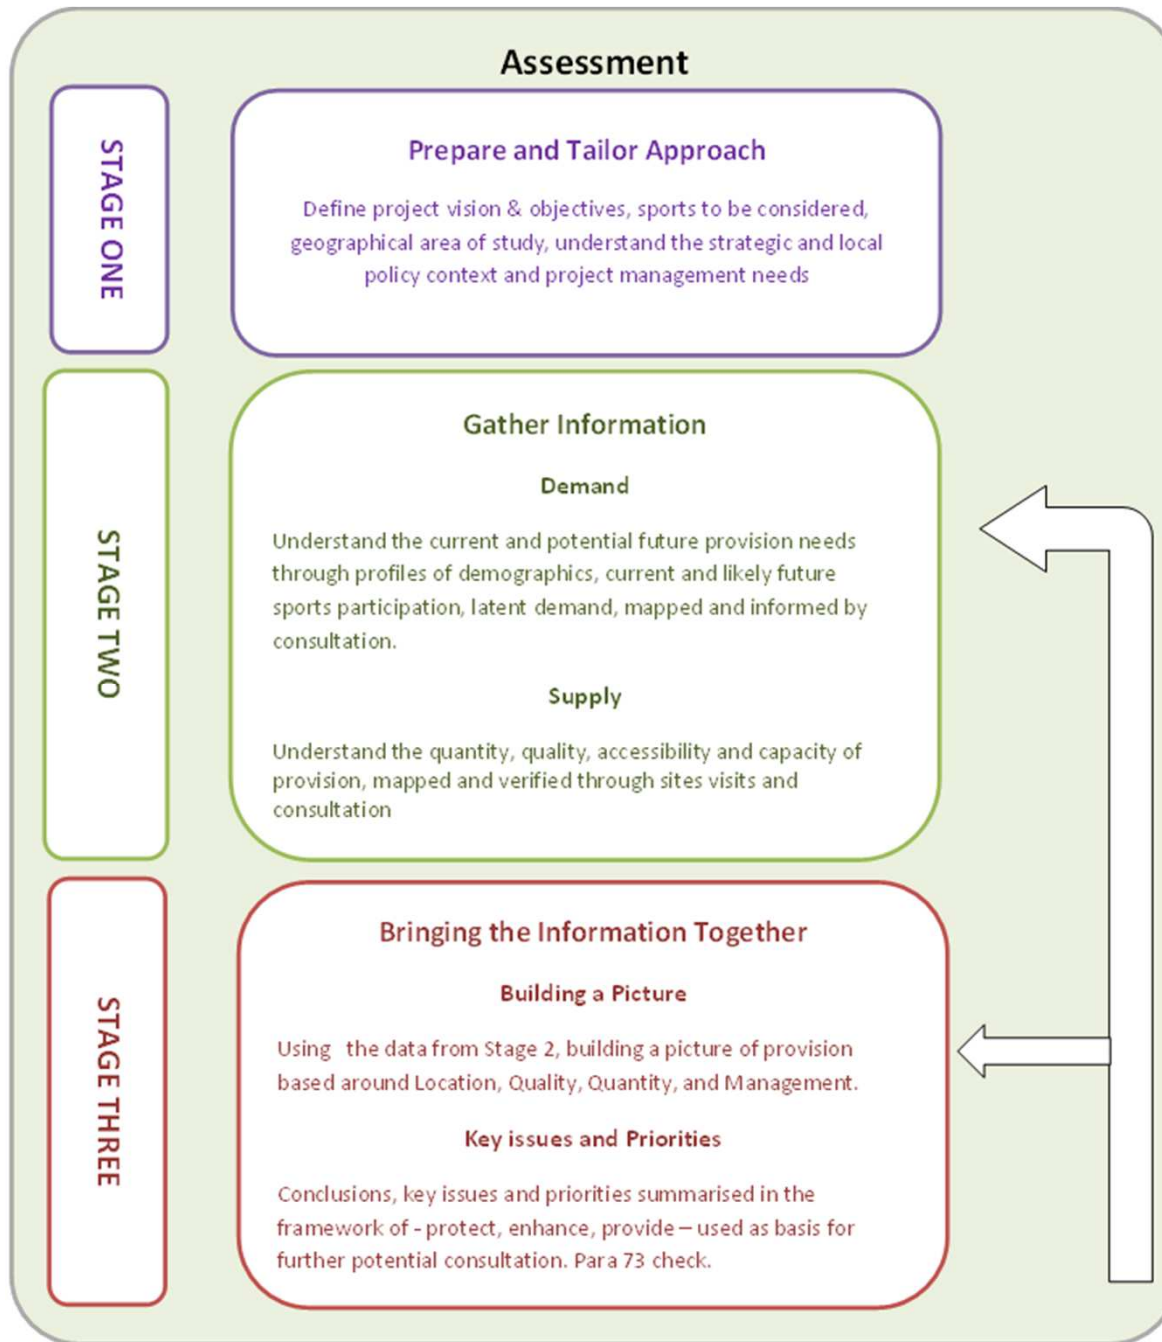 Assessment
STAGE ONE
Prepare and Tailor Approach
Define project vision & objectives, sports to be considered,
geographical area of study, understand the strategic and local
policy context and project management needs
STAGE TWO
Gather Information
Demand
Understand the current and potential future provision needs
through profiles of demographics, current and likely future
sports participation, latent demand, mapped and informed by
consultation.
Supply
Understand the quantity, quality, accessibility and capacity of
provision, mapped and verified through sites visits and
consultation
STAGE THREE
Bringing the Information Together
Building a Picture
Using the data from Stage 2, building a picture of provision
based around Location, Quality, Quantity, and Management.
Key issues and Priorities
Conclusions, key issues and priorities summarised in the
framework of - protect, enhance, provide – used as basis for
further potential consultation. Para 73 check.